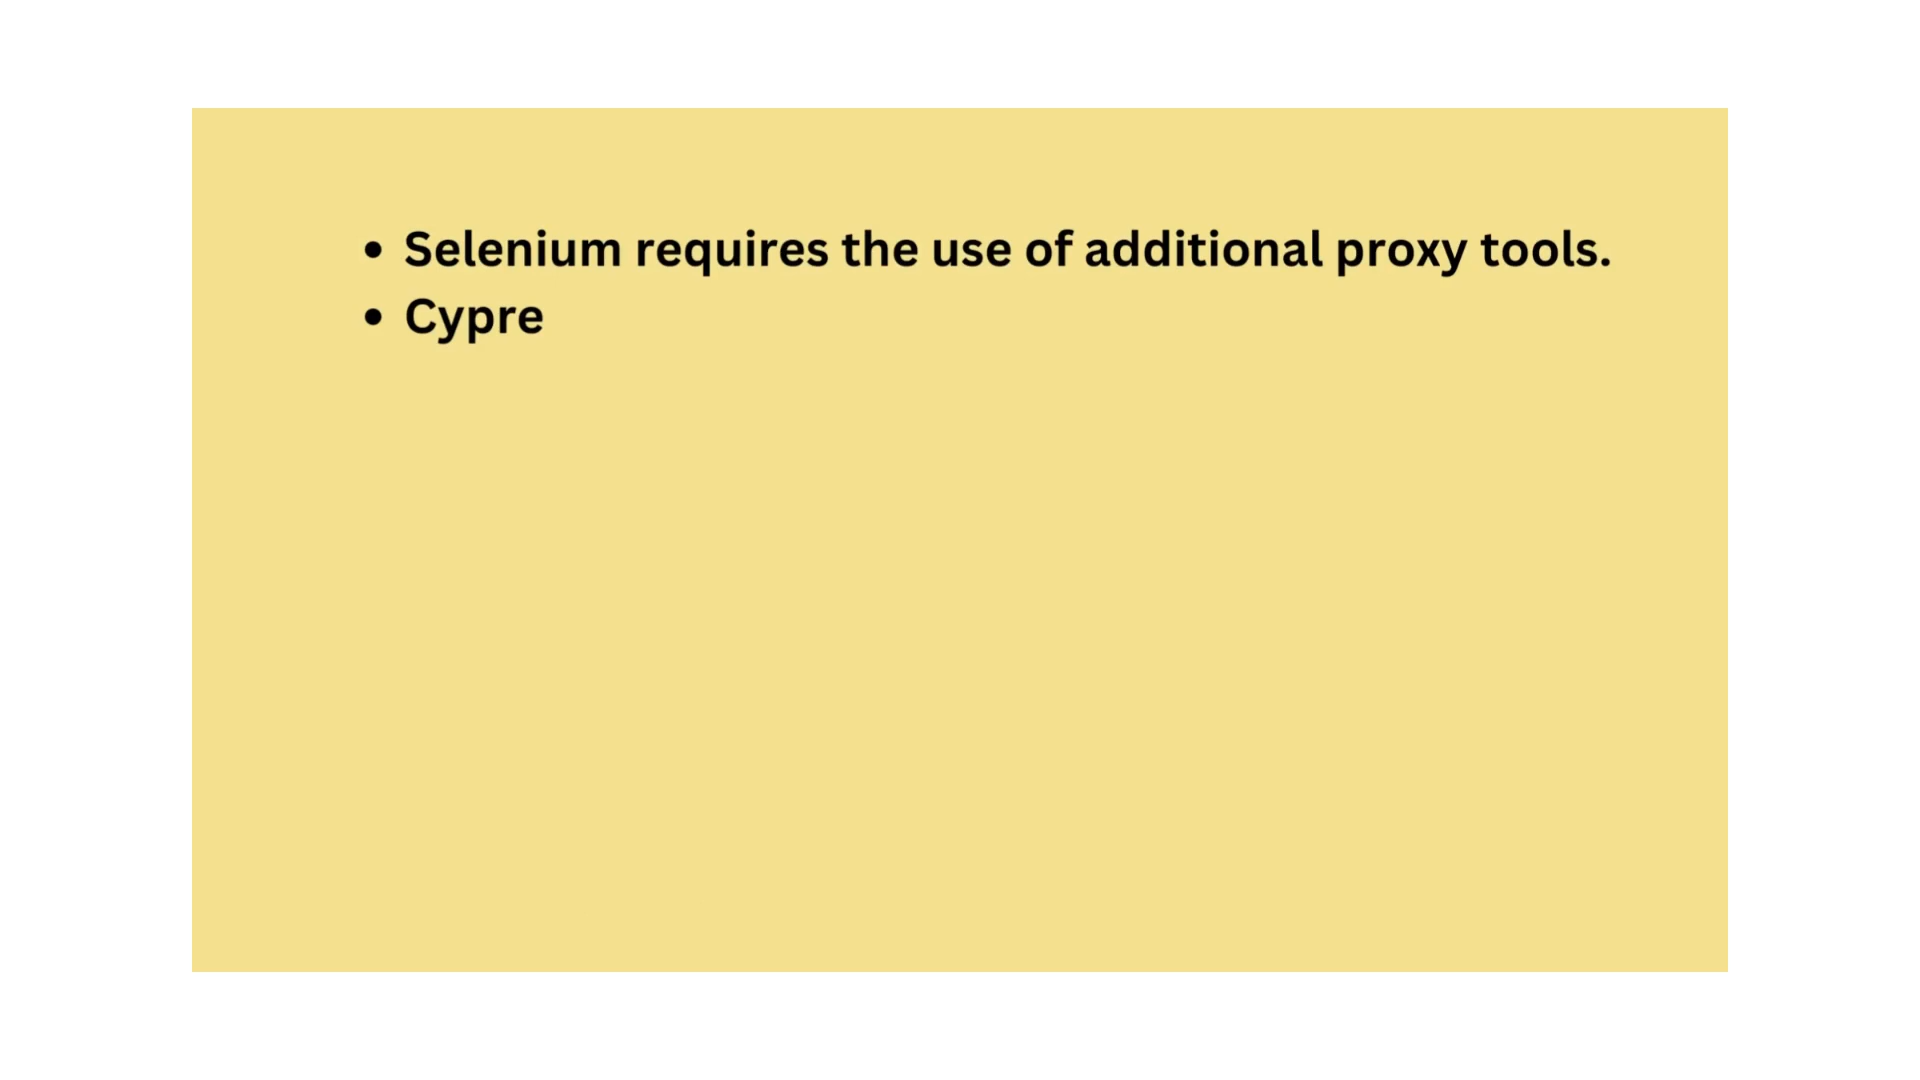 • Selenium requires the use of additional proxy tools.
• Cypre